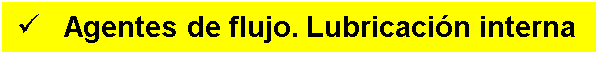 ✓ Agentes de flujo. Lubricación interna